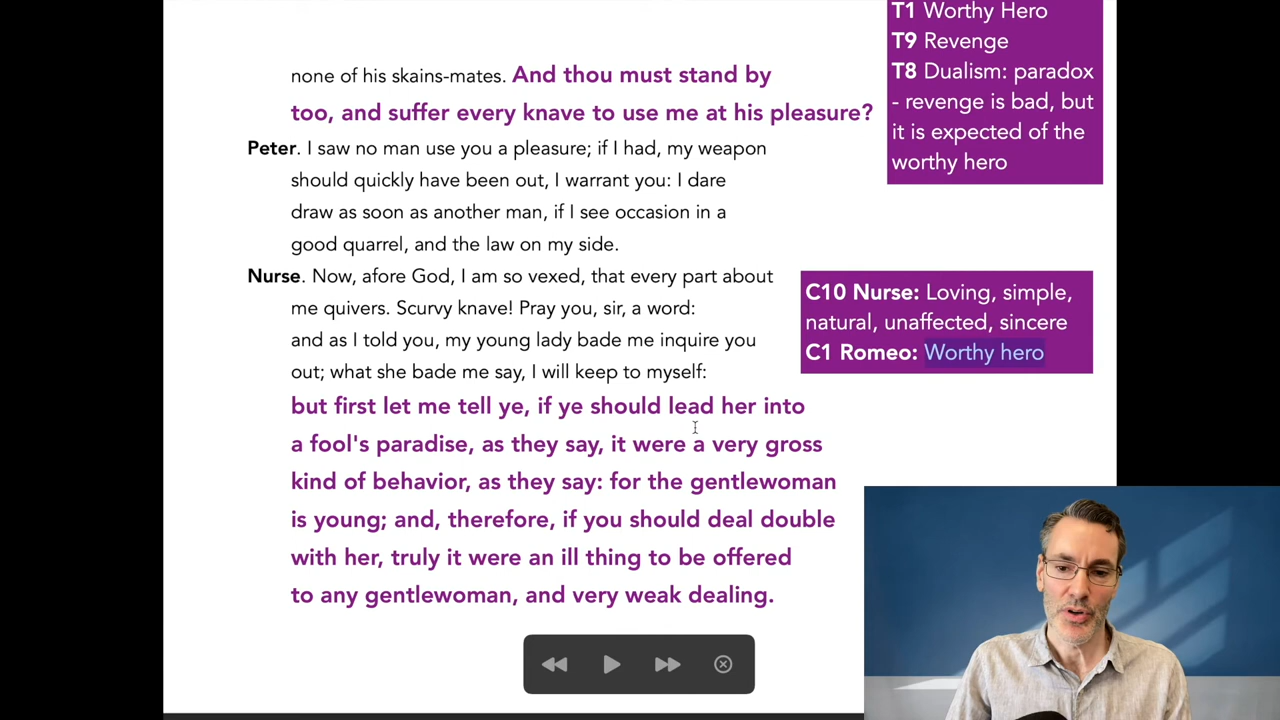 none of his skains-mates. And thou must stand by
too, and suffer every knave to use me at his pleasure?
Peter. I saw no man use you a pleasure; if I had, my weapon
should quickly have been out, I warrant you: I dare
draw as soon as another man, if I see occasion in a
good quarrel, and the law on my side.
Nurse. Now, afore God, I am so vexed, that every part about
me quivers. Scurvy knave! Pray you, sir, a word:
and as I told you, my young lady bade me inquire you
out; what she bade me say, I will keep to myself:
but first let me tell ye, if ye should lead her into
a fool's paradise, as they say, it were a very gross
kind of behavior, as they say: for the gentlewoman
is young; and, therefore, if you should deal double
with her, truly it were an ill thing to be offered
to any gentlewoman, and very weak dealing.
T1 Worthy Hero
T9 Revenge
T8 Dualism: paradox
- revenge is bad, but
it is expected of the
worthy hero
C10 Nurse: Loving, simple,
natural, unaffected, sincere
C1 Romeo: Worthy hero